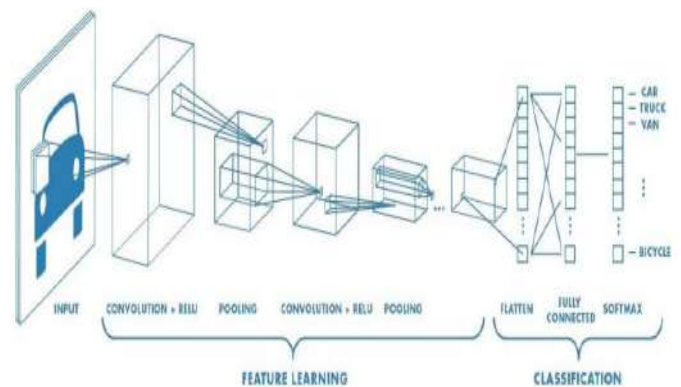 CAR
TRUCK
VAN
BICYCLE
INPUT CONVOLUTION + RELU POOLING CONVOLUTION + RELU POOLING FLATTEN FULLY CONNECTED SOFTMAX
FEATURE LEARNING CLASSIFICATION